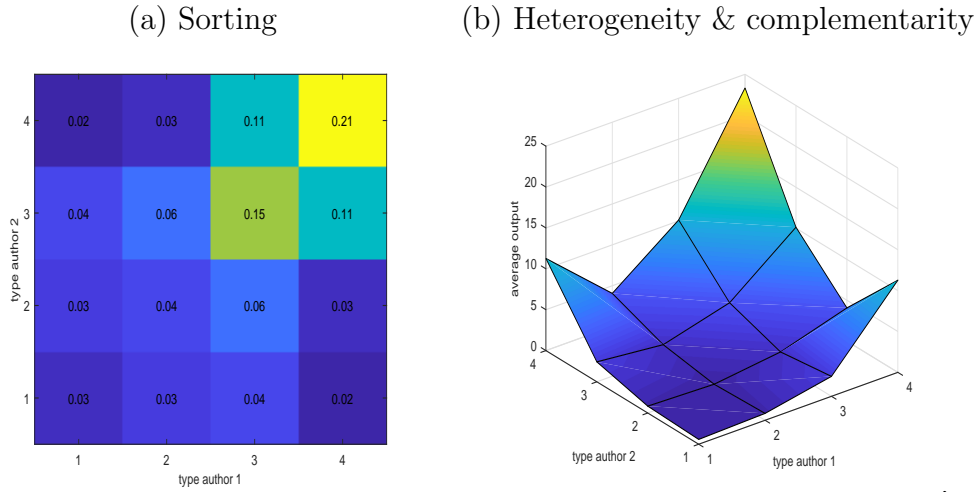 (a) Sorting
(b) Heterogeneity & complementarity
4
0.02 0.03 0.11 0.21
3
0.04 0.06 0.15 0.11
2
0.03 0.04 0.06 0.03
1
0.03 0.03 0.04 0.02
1 2 3 4
type author 1
type author 2
25
20
15
10
5
0
average output
4
3
2
1
type author 2
1
2
3
4
type author 1